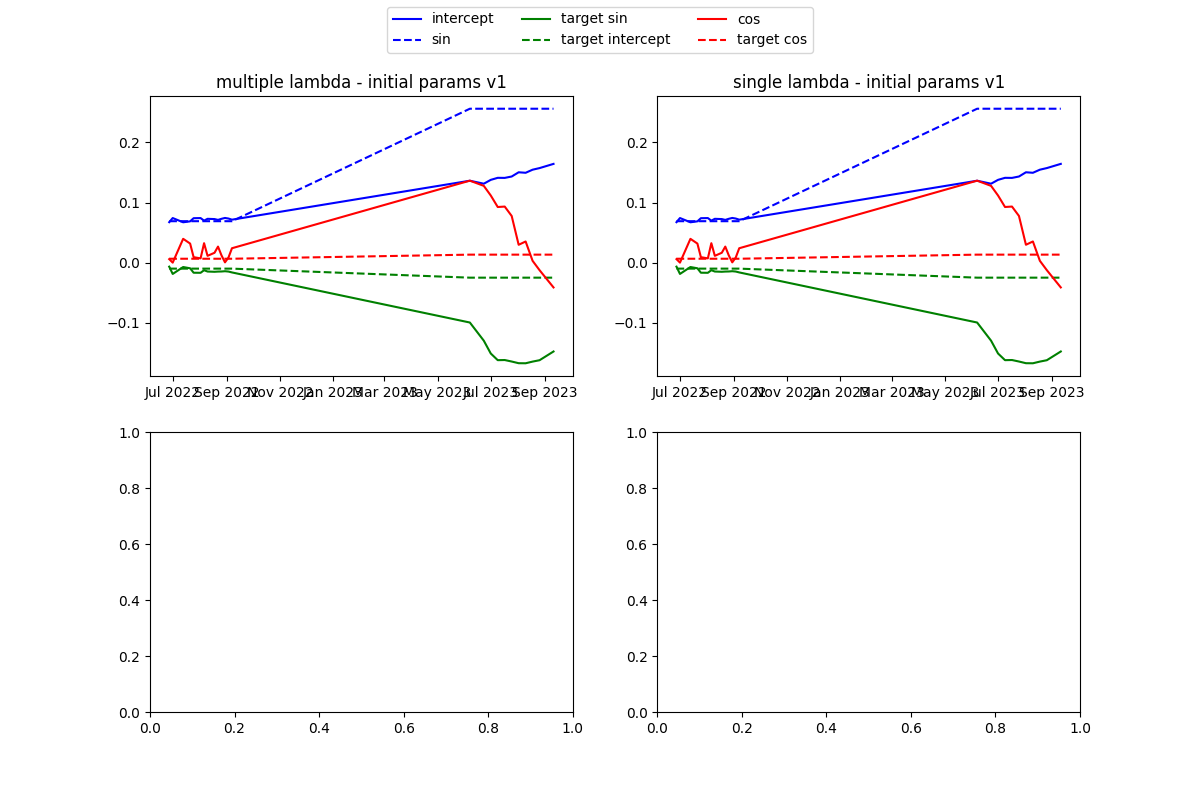 intercept target sin cos
sin target intercept target cos
multiple lambda - initial params v1 single lambda - initial params v1
0.2 0.2
0.1 0.1
0.0 0.0
−0.1 −0.1
Jul 2022 Sep 2022 Nov 2022 Jan 2023 Mar 2023 May 2023 Jul 2023 Sep 2023 Jul 2022 Sep 2022 Nov 2022 Jan 2023 Mar 2023 May 2023 Jul 2023 Sep 2023
1.0 1.0
0.8 0.8
0.6 0.6
0.4 0.4
0.2 0.2
0.0 0.0
0.0 0.2 0.4 0.6 0.8 1.0 0.0 0.2 0.4 0.6 0.8 1.0